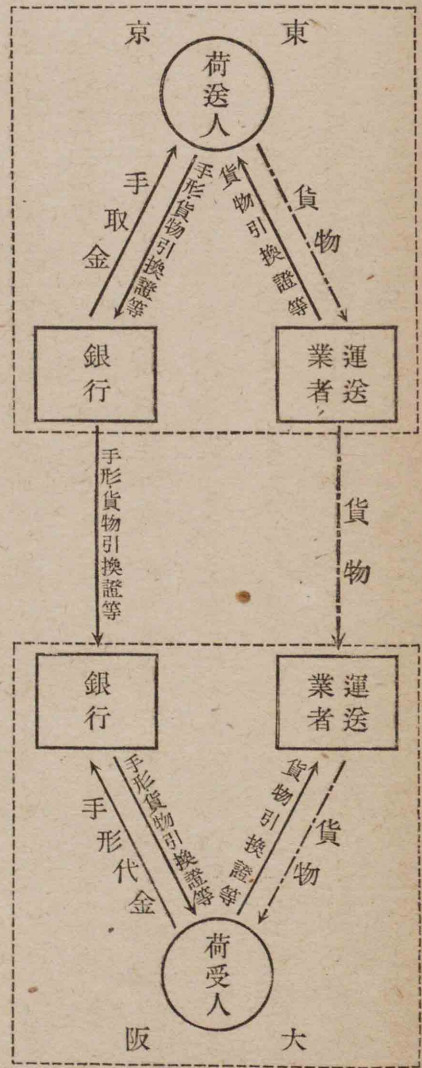 東京
荷送人
貨物
貨物引換證等
手形・貨物引換證等
手取金
運送業者
銀行
貨物
手形・貨物引換證等
運送業者
銀行
貨物
貨物引換證等
手形貨物引換證等
手形代金
荷受人
大阪